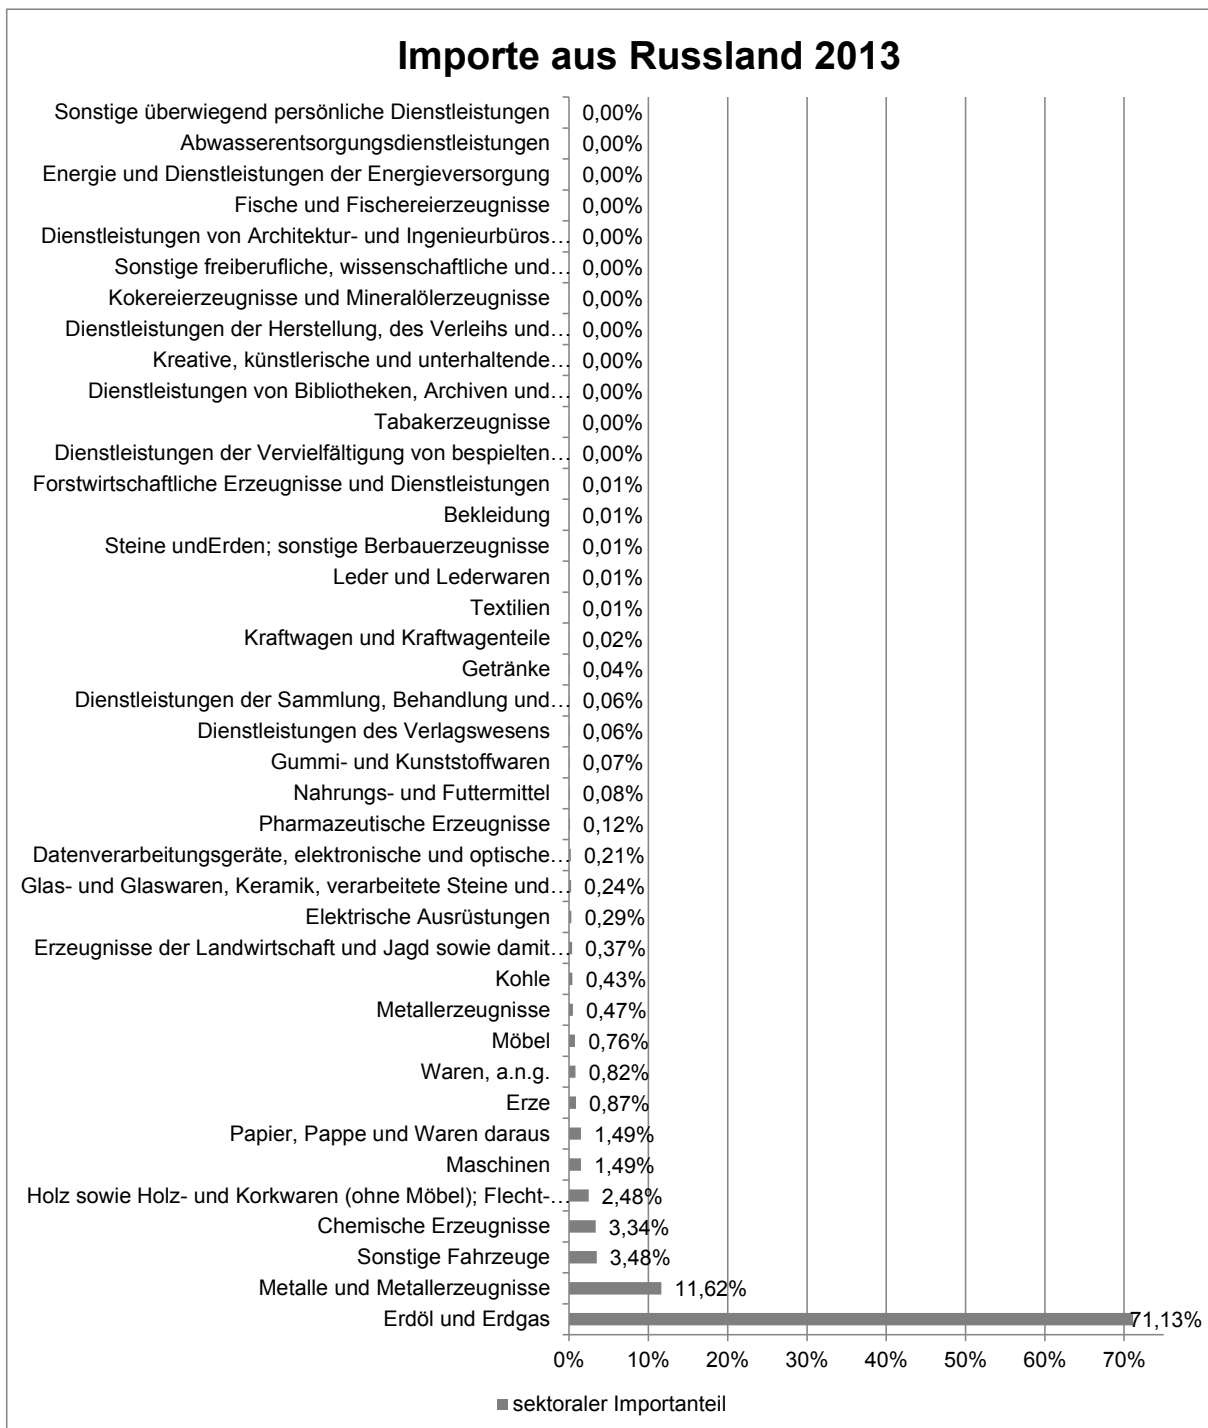 Importe aus Russland 2013
Sonstige überwiegend persönliche Dienstleistungen 0,00%
Abwasserentsorgungsdienstleistungen 0,00%
Energie und Dienstleistungen der Energieversorgung 0,00%
Fische und Fischereierzeugnisse 0,00%
Dienstleistungen von Architektur- und Ingenieurbüros… 0,00%
Sonstige freiberufliche, wissenschaftliche und… 0,00%
Kokereierzeugnisse und Mineralölerzeugnisse 0,00%
Dienstleistungen der Herstellung, des Verleihs und… 0,00%
Kreative, künstlerische und unterhaltende… 0,00%
Dienstleistungen von Bibliotheken, Archiven und… 0,00%
Tabakerzeugnisse 0,00%
Dienstleistungen der Vervielfältigung von bespielten… 0,00%
Forstwirtschaftliche Erzeugnisse und Dienstleistungen 0,01%
Bekleidung 0,01%
Steine undErden; sonstige Berbauerzeugnisse 0,01%
Leder und Lederwaren 0,01%
Textilien 0,01%
Kraftwagen und Kraftwagenteile 0,02%
Getränke 0,04%
Dienstleistungen der Sammlung, Behandlung und… 0,06%
Dienstleistungen des Verlagswesens 0,06%
Gummi- und Kunststoffwaren 0,07%
Nahrungs- und Futtermittel 0,08%
Pharmazeutische Erzeugnisse 0,12%
Datenverarbeitungsgeräte, elektronische und optische… 0,21%
Glas- und Glaswaren, Keramik, verarbeitete Steine und… 0,24%
Elektrische Ausrüstungen 0,29%
Erzeugnisse der Landwirtschaft und Jagd sowie damit… 0,37%
Kohle 0,43%
Metallerzeugnisse 0,47%
Möbel 0,76%
Waren, a.n.g. 0,82%
Erze 0,87%
Papier, Pappe und Waren daraus 1,49%
Maschinen 1,49%
Holz sowie Holz- und Korkwaren (ohne Möbel); Flecht-… 2,48%
Chemische Erzeugnisse 3,34%
Sonstige Fahrzeuge 3,48%
Metalle und Metallerzeugnisse 11,62%
Erdöl und Erdgas 71,13%
0% 10% 20% 30% 40% 50% 60% 70%
sektoraler Importanteil